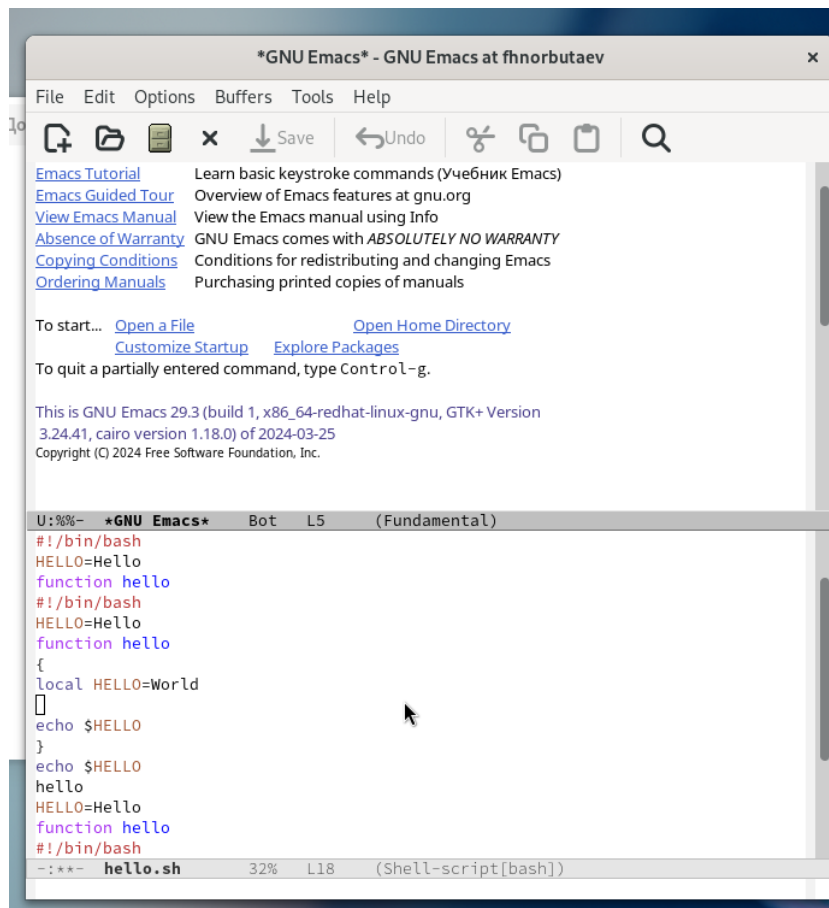 *GNU Emacs* - GNU Emacs at fhnorbutaev
File Edit Options Buffers Tools Help
До
Save Undo
Emacs Tutorial Learn basic keystroke commands (Учебник Emacs)
Emacs Guided Tour Overview of Emacs features at gnu.org
View Emacs Manual View the Emacs manual using Info
Absence of Warranty GNU Emacs comes with ABSOLUTELY NO WARRANTY
Copying Conditions Conditions for redistributing and changing Emacs
Ordering Manuals Purchasing printed copies of manuals
To start... Open a File Open Home Directory
Customize Startup Explore Packages
To quit a partially entered command, type Control-g.
This is GNU Emacs 29.3 (build 1, x86_64-redhat-linux-gnu, GTK+ Version
3.24.41, cairo version 1.18.0) of 2024-03-25
Copyright (C) 2024 Free Software Foundation, Inc.
U:%%- *GNU Emacs* Bot L5 (Fundamental)
#!/bin/bash
HELLO=Hello
function hello
#!/bin/bash
HELLO=Hello
function hello
{
local HELLO=World
echo $HELLO
}
echo $HELLO
hello
HELLO=Hello
function hello
#!/bin/bash
-:**- hello.sh 32% L18 (Shell-script[bash])